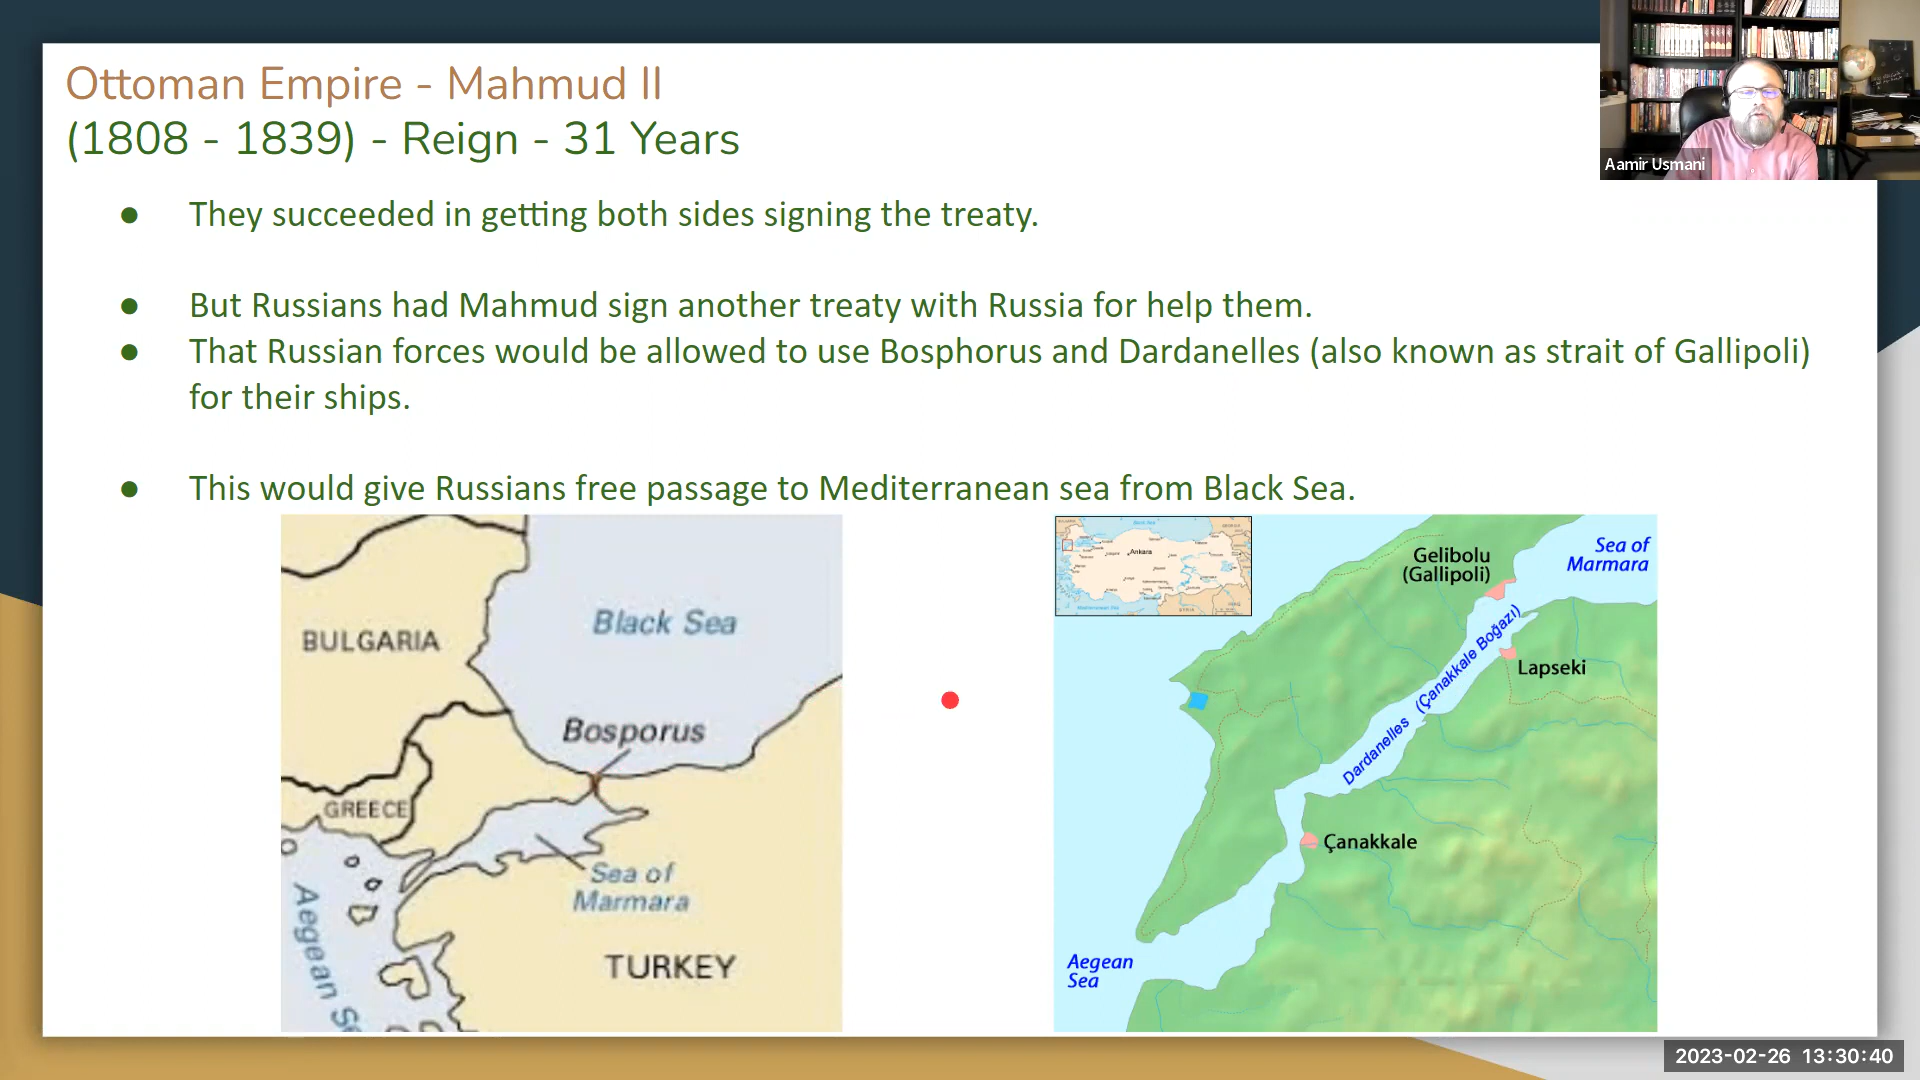 Ottoman Empire - Mahmud II
(1808 - 1839) - Reign - 31 Years
Aamir Usmani
● They succeeded in getting both sides signing the treaty.
● But Russians had Mahmud sign another treaty with Russia for help them.
● That Russian forces would be allowed to use Bosphorus and Dardanelles (also known as strait of Gallipoli)
for their ships.
● This would give Russians free passage to Mediterranean sea from Black Sea.
BULGARIA
Black Sea
Bosporus
GREECE
Sea of
Marmara
TURKEY
Aegean Se
Ankara
Gelibolu
(Gallipoli)
Sea of
Marmara
Lapseki
Dardanelles (Çanakkale Boğazı)
Çanakkale
Aegean
Sea
2023-02-26 13:30:40